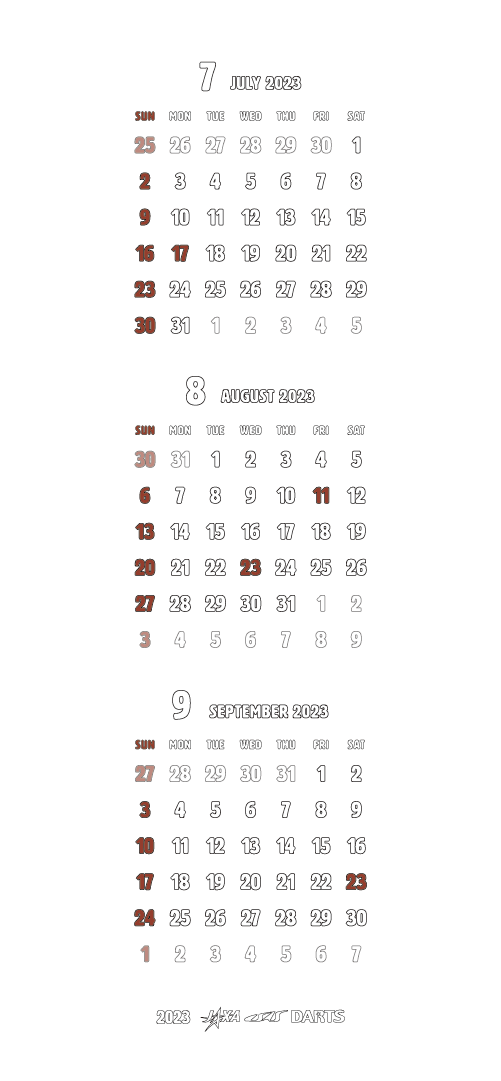 7 JULY 2023
SUN MON TUE WED THU FRI SAT
25 26 27 28 29 30 1
2 3 4 5 6 7 8
9 10 11 12 13 14 15
16 17 18 19 20 21 22
23 24 25 26 27 28 29
30 31 1 2 3 4 5
8 AUGUST 2023
SUN MON TUE WED THU FRI SAT
30 31 1 2 3 4 5
6 7 8 9 10 11 12
13 14 15 16 17 18 19
20 21 22 23 24 25 26
27 28 29 30 31 1 2
3 4 5 6 7 8 9
9 SEPTEMBER 2023
SUN MON TUE WED THU FRI SAT
27 28 29 30 31 1 2
3 4 5 6 7 8 9
10 11 12 13 14 15 16
17 18 19 20 21 22 23
24 25 26 27 28 29 30
1 2 3 4 5 6 7
2023 JAXA DARTS